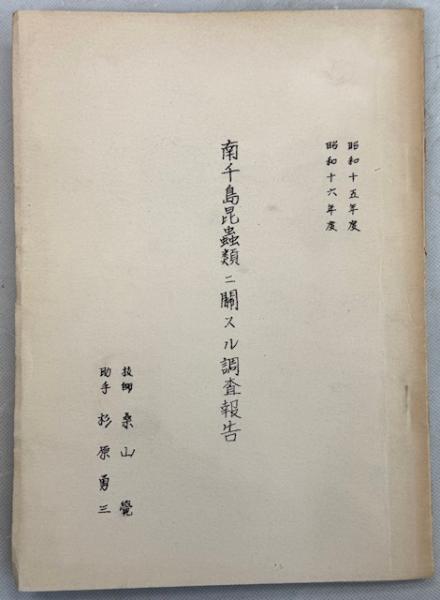 昭和十五年度
昭和十六年度
南千島昆蟲類ニ關スル調査報告
技師 桑山覺
助手 杉原勇三